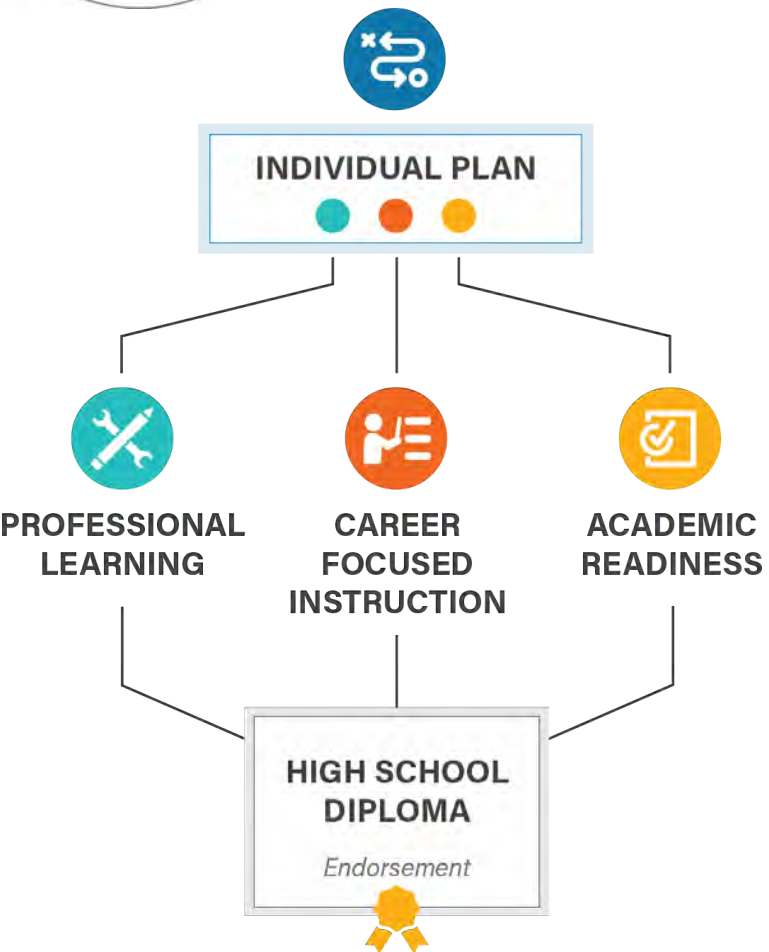 INDIVIDUAL PLAN
PROFESSIONAL
LEARNING
CAREER
FOCUSED
INSTRUCTION
ACADEMIC
READINESS
HIGH SCHOOL
DIPLOMA
Endorsement